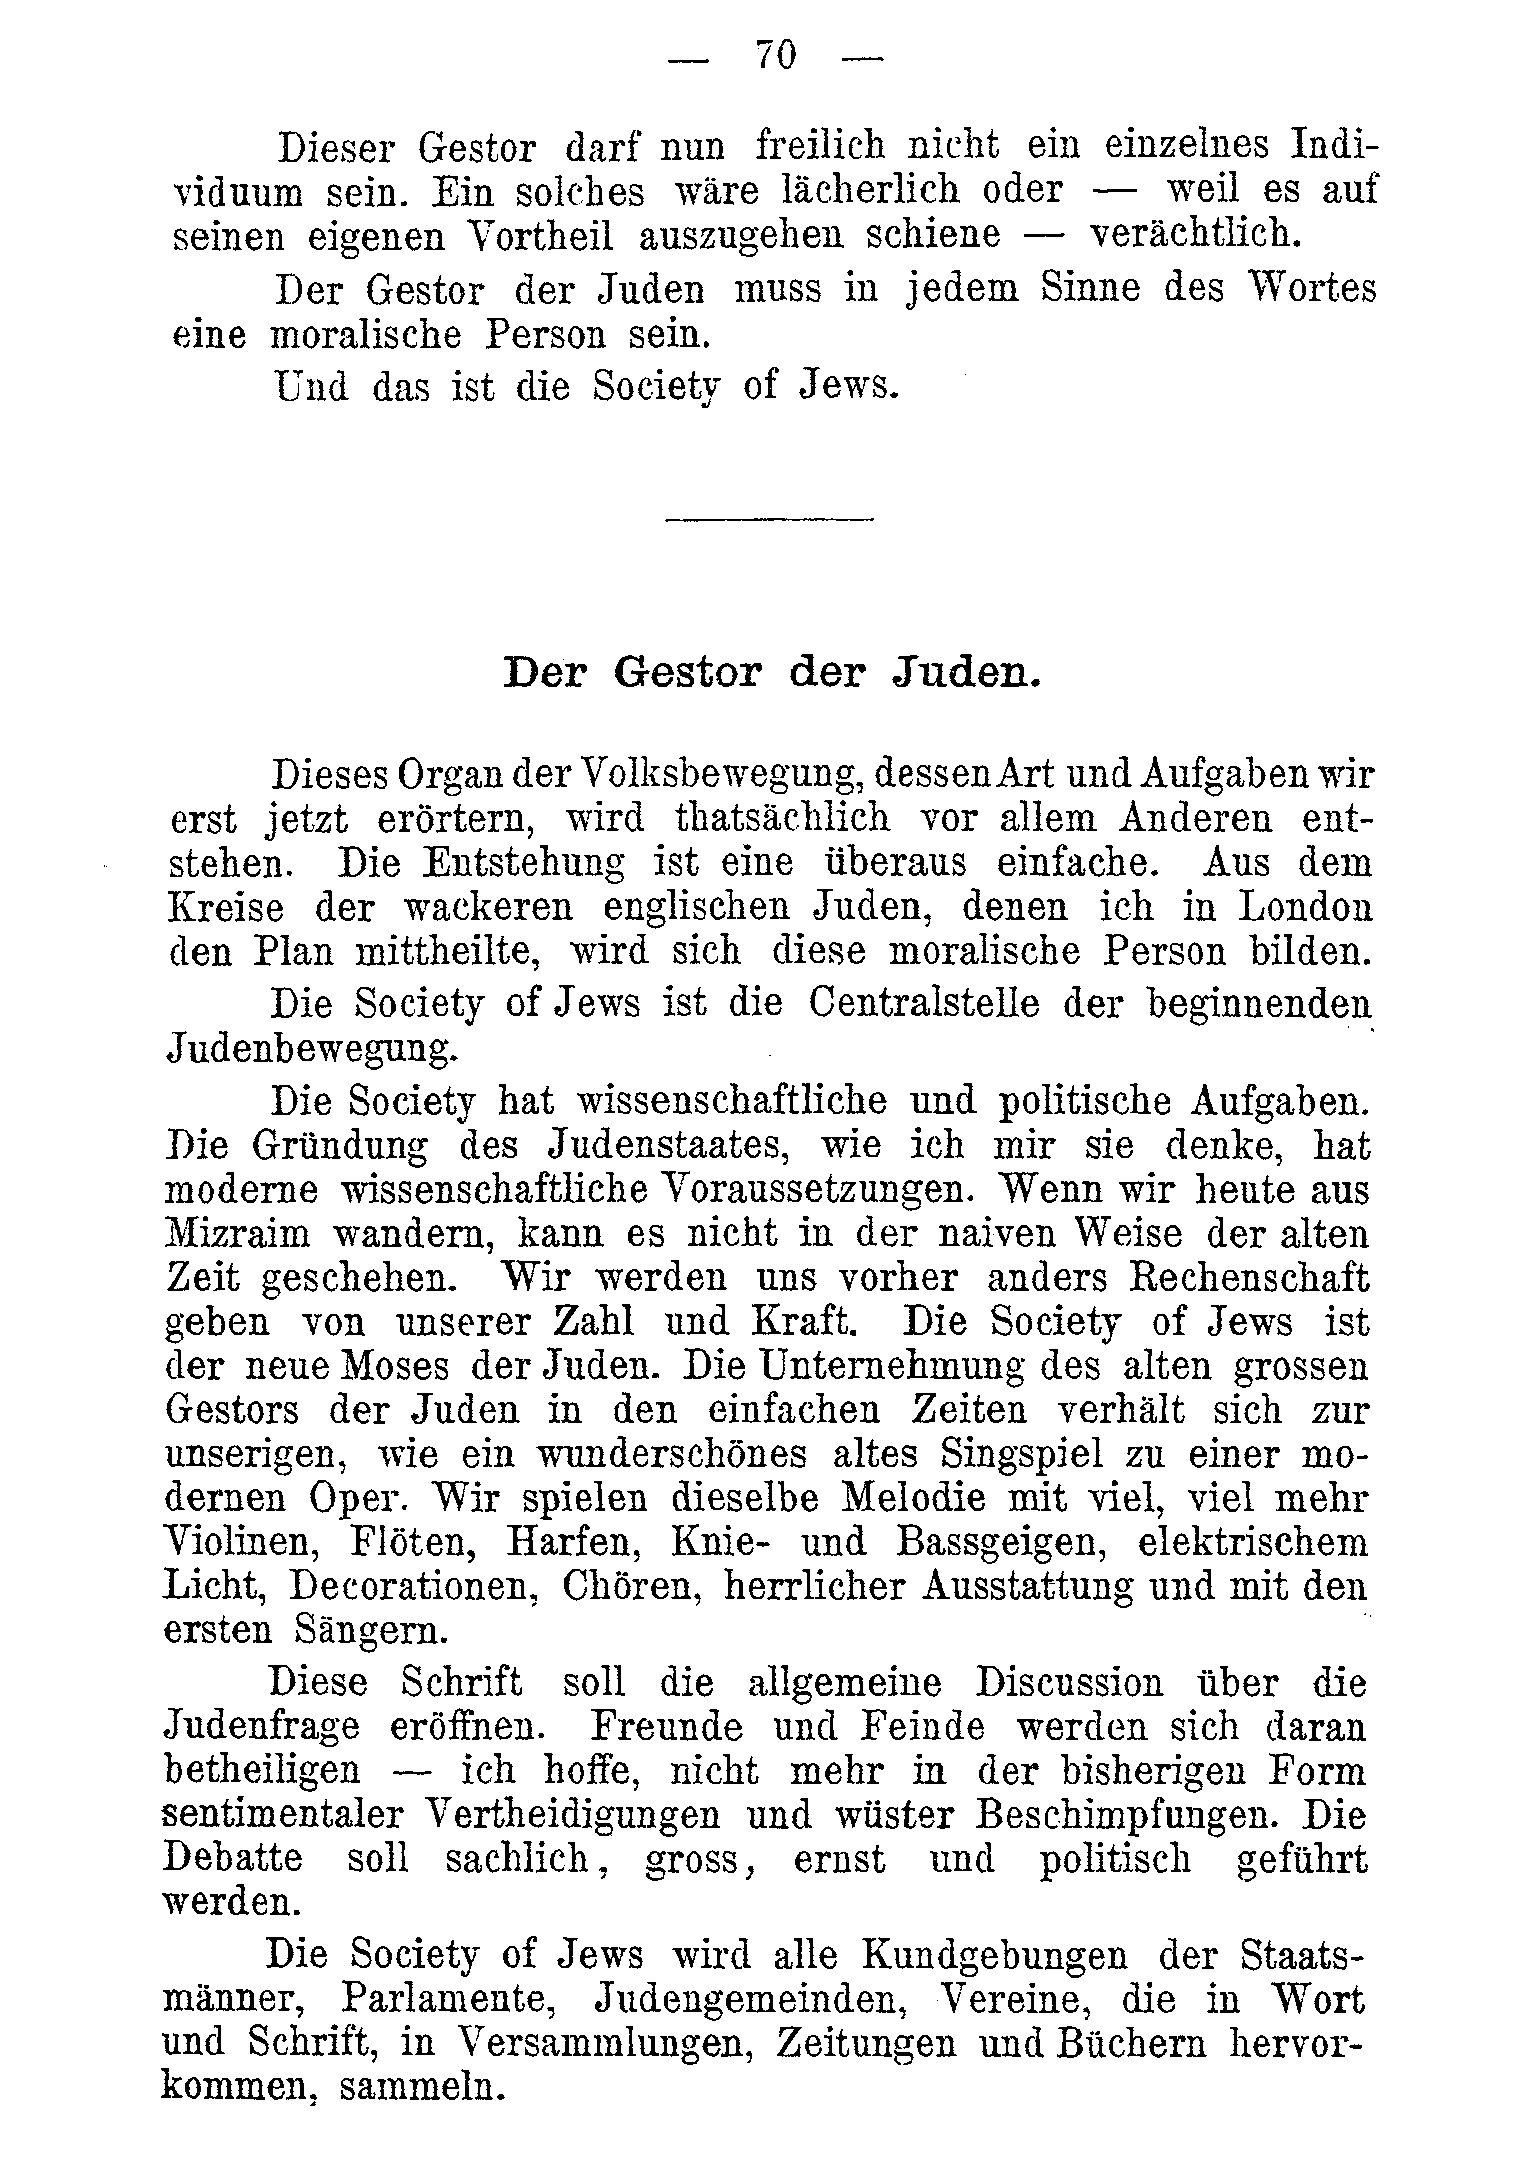 — 70 —
Dieser Gestor darf nun freilich nicht ein einzelnes Indi-
viduum sein. Ein solches wäre lächerlich oder — weil es auf
seinen eigenen Vortheil auszugehen schiene — verächtlich.
Der Gestor der Juden muss in jedem Sinne des Wortes
eine moralische Person sein.
Und das ist die Society of Jews.
Der Gestor der Juden.
Dieses Organ der Volksbewegung, dessen Art und Aufgaben wir
erst jetzt erörtern, wird thatsächlich vor allem Anderen ent-
stehen. Die Entstehung ist eine überaus einfache. Aus dem
Kreise der wackeren englischen Juden, denen ich in London
den Plan mittheilte, wird sich diese moralische Person bilden.
Die Society of Jews ist die Centralstelle der beginnenden
Judenbewegung.
Die Society hat wissenschaftliche und politische Aufgaben.
Die Gründung des Judenstaates, wie ich mir sie denke, hat
moderne wissenschaftliche Voraussetzungen. Wenn wir heute aus
Mizraim wandern, kann es nicht in der naiven Weise der alten
Zeit geschehen. Wir werden uns vorher anders Rechenschaft
geben von unserer Zahl und Kraft. Die Society of Jews ist
der neue Moses der Juden. Die Unternehmung des alten grossen
Gestors der Juden in den einfachen Zeiten verhält sich zur
unserigen, wie ein wunderschönes altes Singspiel zu einer mo-
dernen Oper. Wir spielen dieselbe Melodie mit viel, viel mehr
Violinen, Flöten, Harfen, Knie- und Bassgeigen, elektrischem
Licht, Decorationen, Chören, herrlicher Ausstattung und mit den
ersten Sängern.
Diese Schrift soll die allgemeine Discussion über die
Judenfrage eröffnen. Freunde und Feinde werden sich daran
betheiligen — ich hoffe, nicht mehr in der bisherigen Form
sentimentaler Vertheidigungen und wüster Beschimpfungen. Die
Debatte soll sachlich, gross, ernst und politisch geführt
werden.
Die Society of Jews wird alle Kundgebungen der Staats-
männer, Parlamente, Judengemeinden, Vereine, die in Wort
und Schrift, in Versammlungen, Zeitungen und Büchern hervor-
kommen, sammeln.